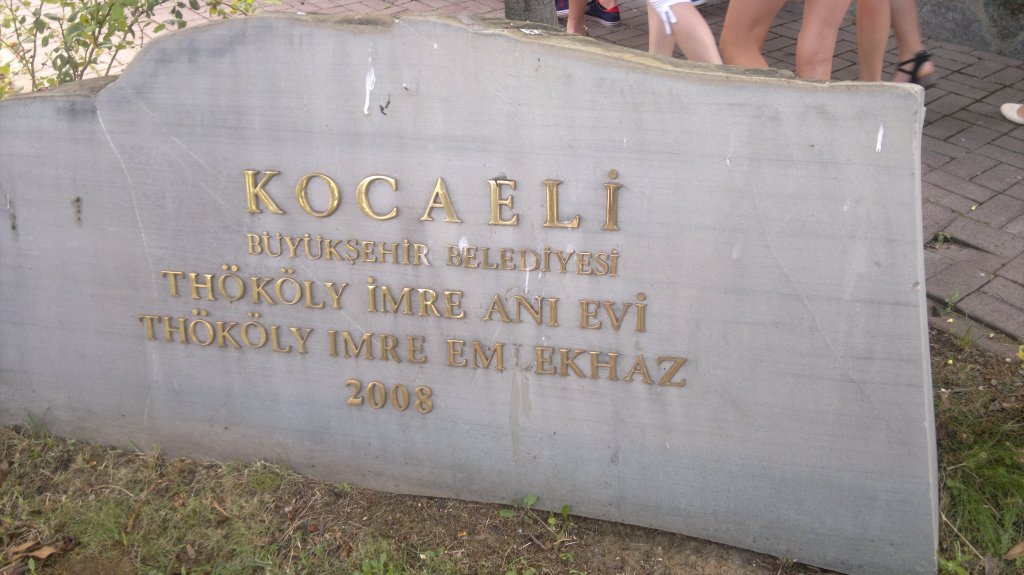 KOCAELİ
BÜYÜKŞEHİR BELEDİYESİ
THÖKÖLY İMRE ANI EVİ
THÖKÖLY IMRE EMLEKHAZ
2008